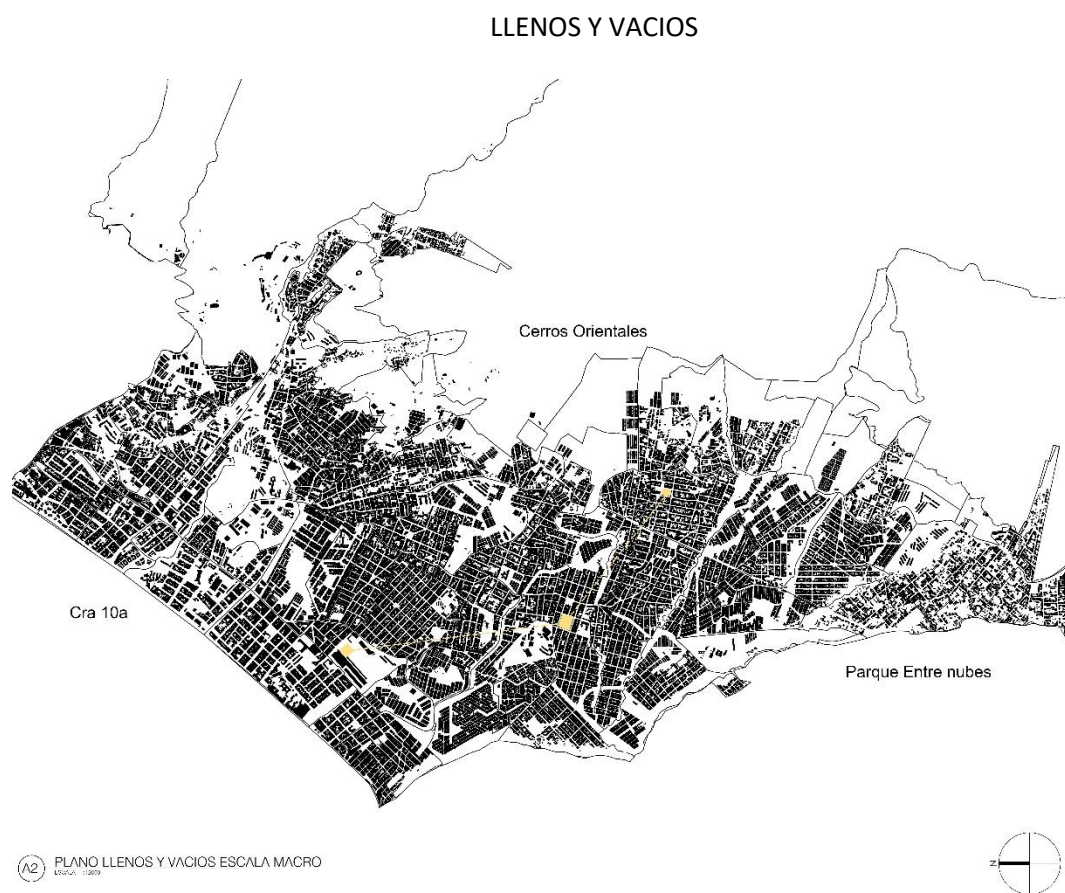 LLENOS Y VACIOS
Cerros Orientales
Cra 10a
Parque Entre nubes
A2 PLANO LLENOS Y VACIOS ESCALA MACRO
N